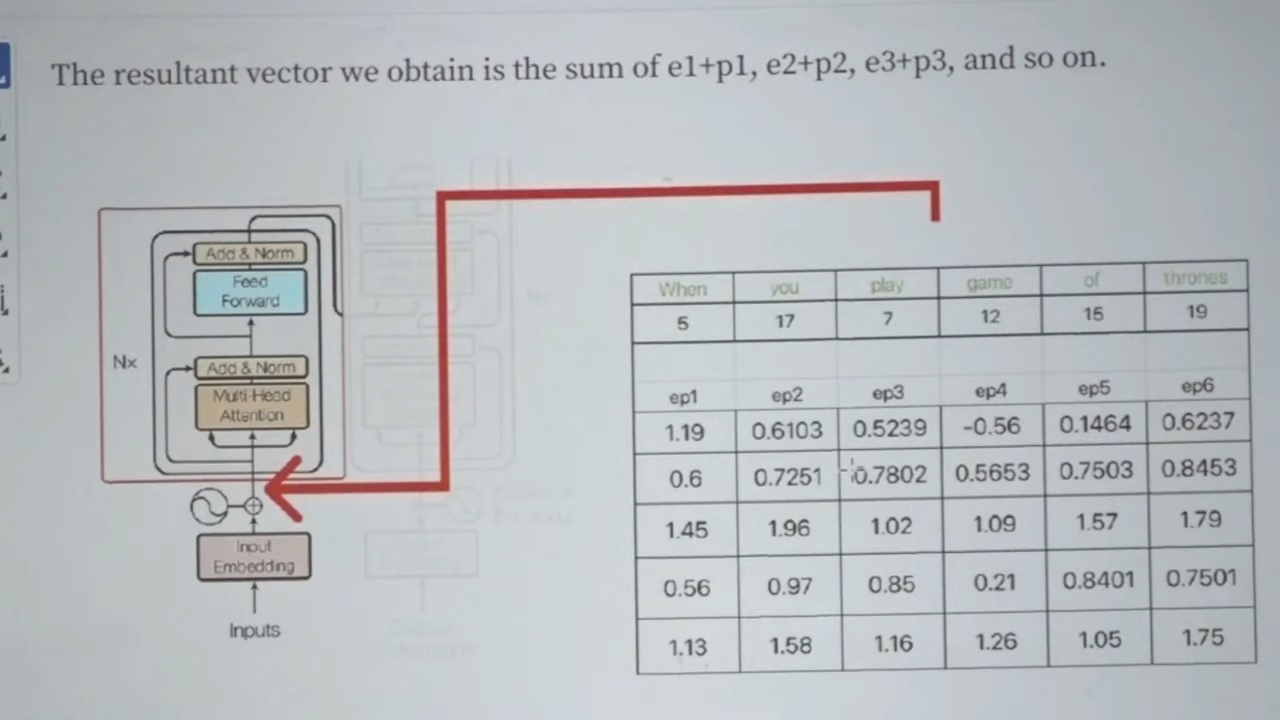 The resultant vector we obtain is the sum of e1+p1, e2+p2, e3+p3, and so on.
Add & Norm
Feed
Forward
Nx
Add & Norm
Multi-Head
Attention
Input
Embedding
Inputs
When you play game of thrones
5 17 7 12 15 19
ep1 ep2 ep3 ep4 ep5 ep6
1.19 0.6103 0.5239 -0.56 0.1464 0.6237
0.6 0.7251 -0.7802 0.5653 0.7503 0.8453
1.45 1.96 1.02 1.09 1.57 1.79
0.56 0.97 0.85 0.21 0.8401 0.7501
1.13 1.58 1.16 1.26 1.05 1.75